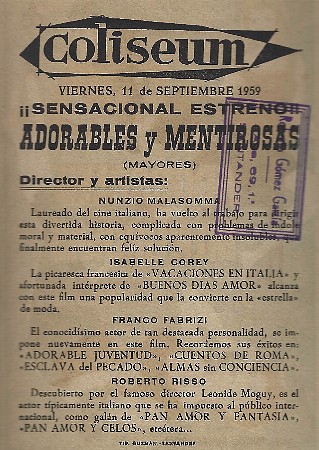 Coliseum
VIERNES, 11 de SEPTIEMBRE 1959
¡¡SENSACIONAL ESTRENO!!
ADORABLES y MENTIROSAS
(MAYORES)
Director y artistas:
NUNZIO MALASOMMA
Laureado del cine italiano, ha vuelto al trabajo para dirigir
esta divertida historia, complicada con problemas de índole
moral y material, con equívocos aparentemente insolubles y
finalmente encuentran feliz solución.
ISABELLE COREY
La picaresca francesita de «VACACIONES EN ITALIA» y
afortunada intérprete de «BUENOS DIAS AMOR» alcanza
con este film una popularidad que la convierte en la «estrella»
de moda.
FRANCO FABRIZI
El conocidísimo actor de tan destacada personalidad, se im-
pone nuevamente en este film. Recordemos sus éxitos en:
«ADORABLE JUVENTUD», «CUENTOS DE ROMA»,
«ESCLAVA del PECADO», «ALMAS sin CONCIENCIA».
ROBERTO RISSO
Descubierto por el famoso director Leonide Moguy, es el
actor típicamente italiano que se ha impuesto al público inter-
nacional, como galán de «PAN AMOR Y FANTASIA»,
«PAN AMOR Y CELOS», etcétera...
TIP. GUZMAN.-SANTANDER
Gómez
69, 1.°
TANDER